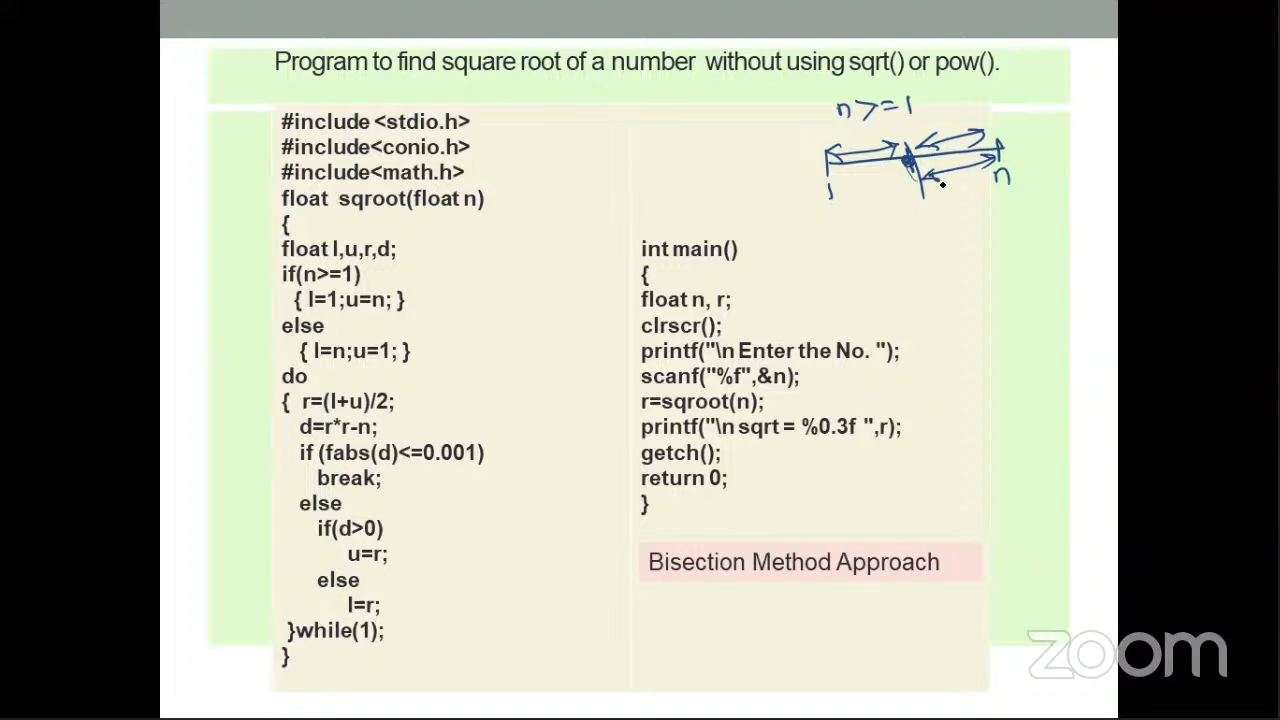 Program to find square root of a number without using sqrt() or pow().
n >= 1
1
n
#include <stdio.h>
#include<conio.h>
#include<math.h>
float sqroot(float n)
{
float l,u,r,d;
if(n>=1)
{ l=1;u=n; }
else
{ l=n;u=1; }
do
{ r=(l+u)/2;
d=r*r-n;
if (fabs(d)<=0.001)
break;
else
if(d>0)
u=r;
else
l=r;
}while(1);
}
int main()
{
float n, r;
clrscr();
printf("\n Enter the No. ");
scanf("%f",&n);
r=sqroot(n);
printf("\n sqrt = %0.3f ",r);
getch();
return 0;
}
Bisection Method Approach
zoom